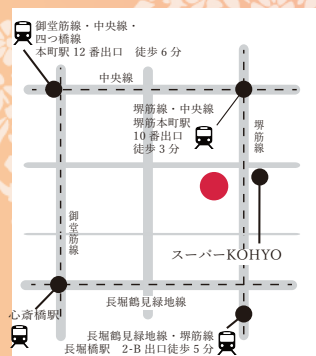 御堂筋線・中央線・
四つ橋線
本町駅 12 番出口　徒歩 6 分
中央線
堺筋線・中央線
堺筋本町駅
10 番出口
徒歩 3 分
堺筋線
御堂筋線
スーパーKOHYO
長堀鶴見緑地線
心斎橋駅
長堀鶴見緑地線・堺筋線
長堀橋駅　2-B 出口徒歩 5 分